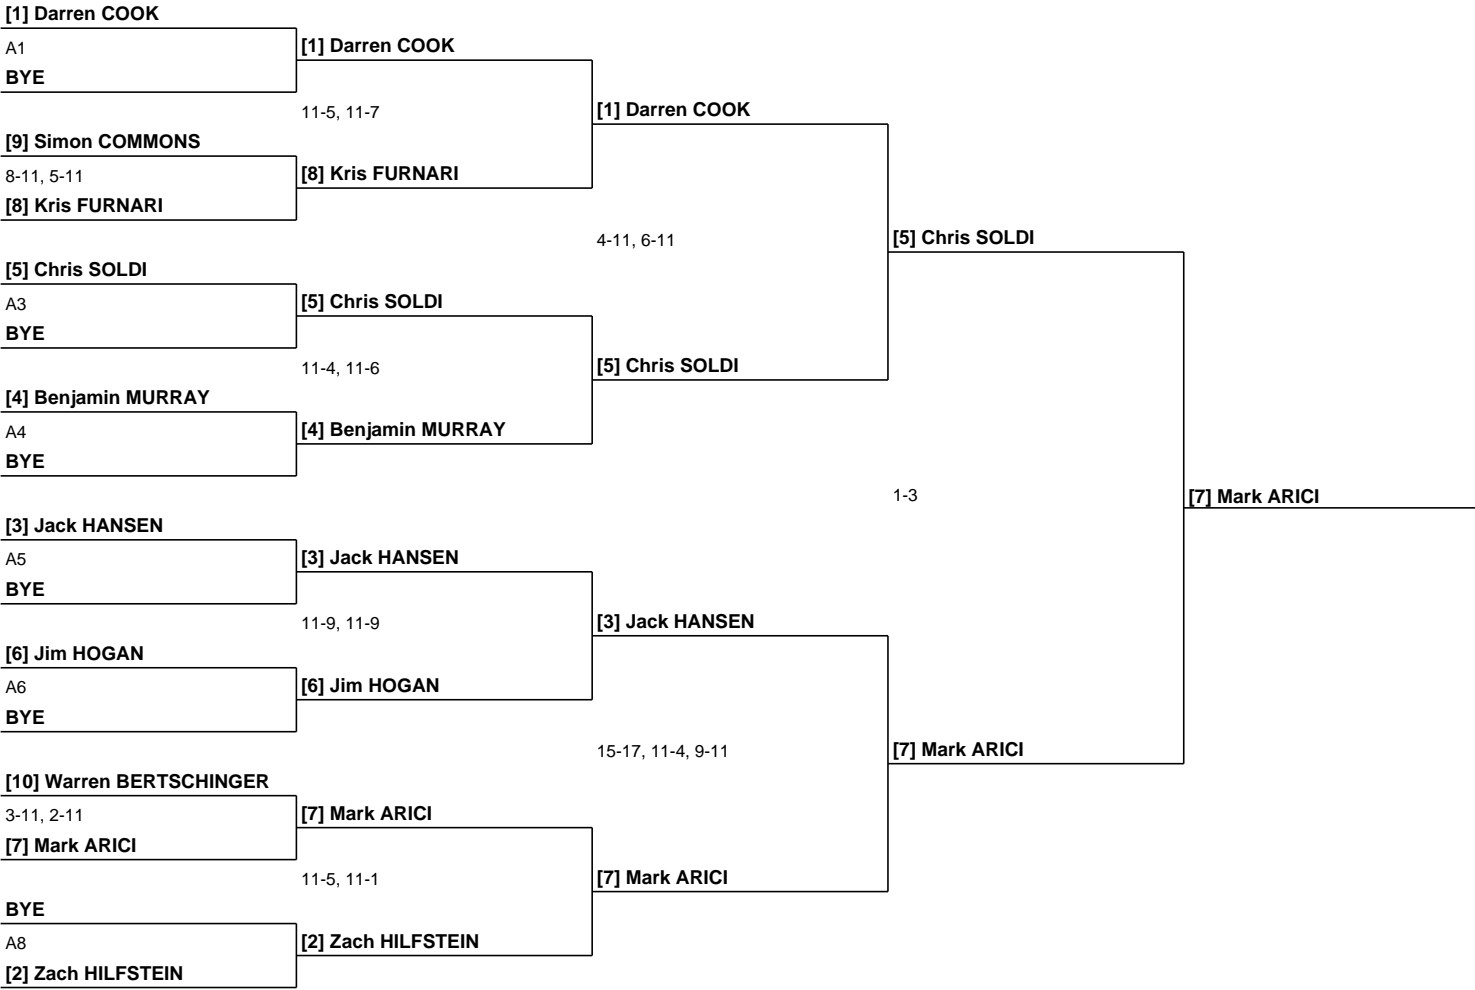 [1] Darren COOK
A1
BYE
[9] Simon COMMONS
8-11, 5-11
[8] Kris FURNARI
[5] Chris SOLDI
A3
BYE
[4] Benjamin MURRAY
A4
BYE
[3] Jack HANSEN
A5
BYE
[6] Jim HOGAN
A6
BYE
[10] Warren BERTSCHINGER
3-11, 2-11
[7] Mark ARICI
BYE
A8
[2] Zach HILFSTEIN
[1] Darren COOK
11-5, 11-7
[8] Kris FURNARI
[5] Chris SOLDI
11-4, 11-6
[4] Benjamin MURRAY
[3] Jack HANSEN
11-9, 11-9
[6] Jim HOGAN
[7] Mark ARICI
11-5, 11-1
[2] Zach HILFSTEIN
[1] Darren COOK
4-11, 6-11
[5] Chris SOLDI
[3] Jack HANSEN
15-17, 11-4, 9-11
[7] Mark ARICI
[5] Chris SOLDI
1-3
[7] Mark ARICI
[7] Mark ARICI